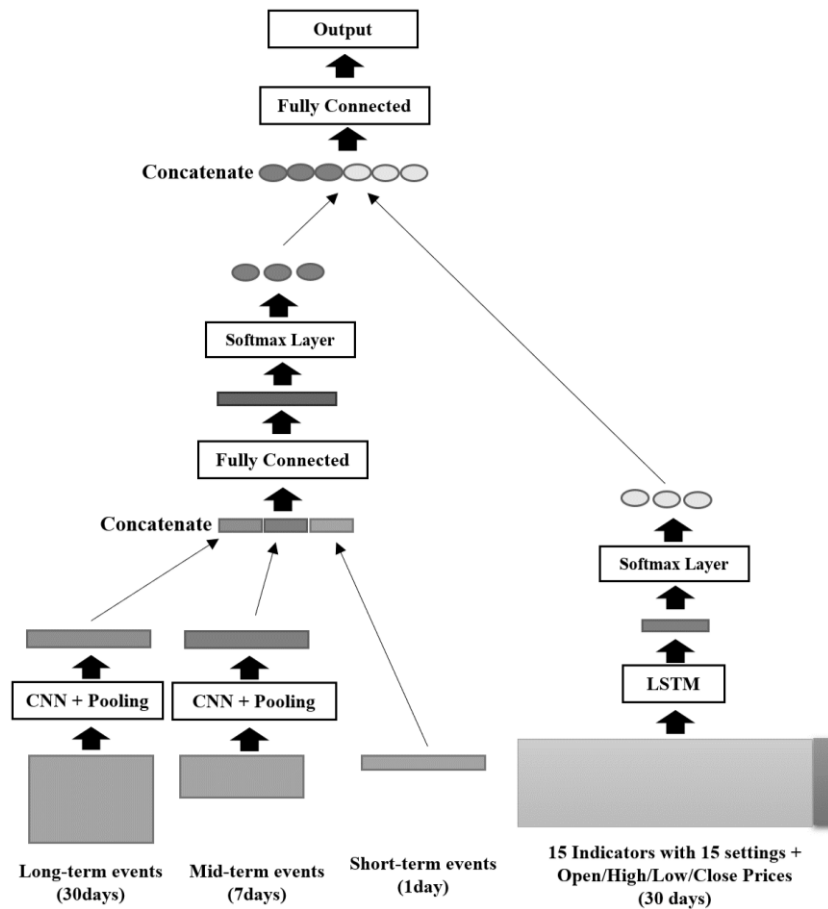 Output
Fully Connected
Concatenate
Softmax Layer
Fully Connected
Concatenate
Softmax Layer
CNN + Pooling
CNN + Pooling
LSTM
Long-term events
(30days)
Mid-term events
(7days)
Short-term events
(1day)
15 Indicators with 15 settings +
Open/High/Low/Close Prices
(30 days)